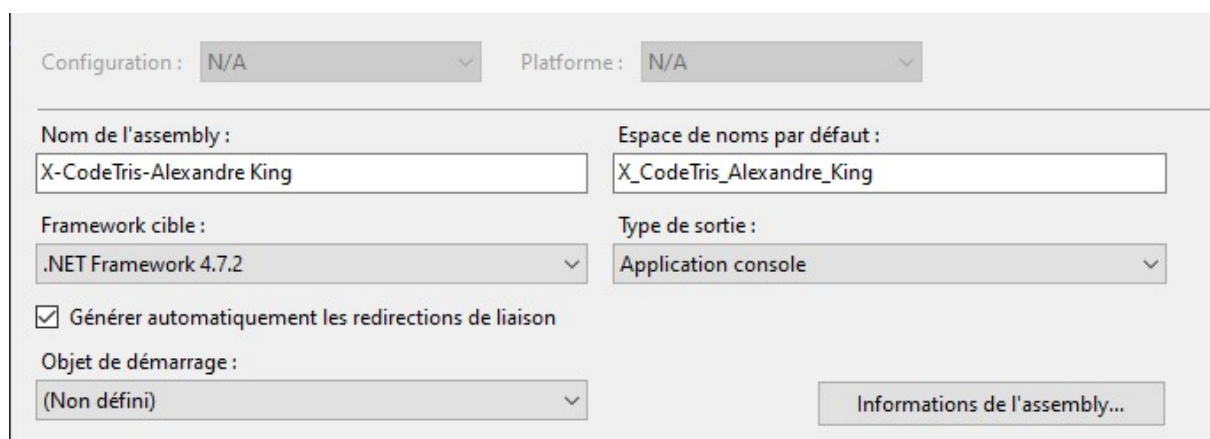 Configuration : N/A Platforme : N/A
Nom de l'assembly : Espace de noms par défaut :
X-CodeTris-Alexandre King X_CodeTris_Alexandre_King
Framework cible : Type de sortie :
.NET Framework 4.7.2 Application console
Générer automatiquement les redirections de liaison
Objet de démarrage :
(Non défini) Informations de l'assembly...